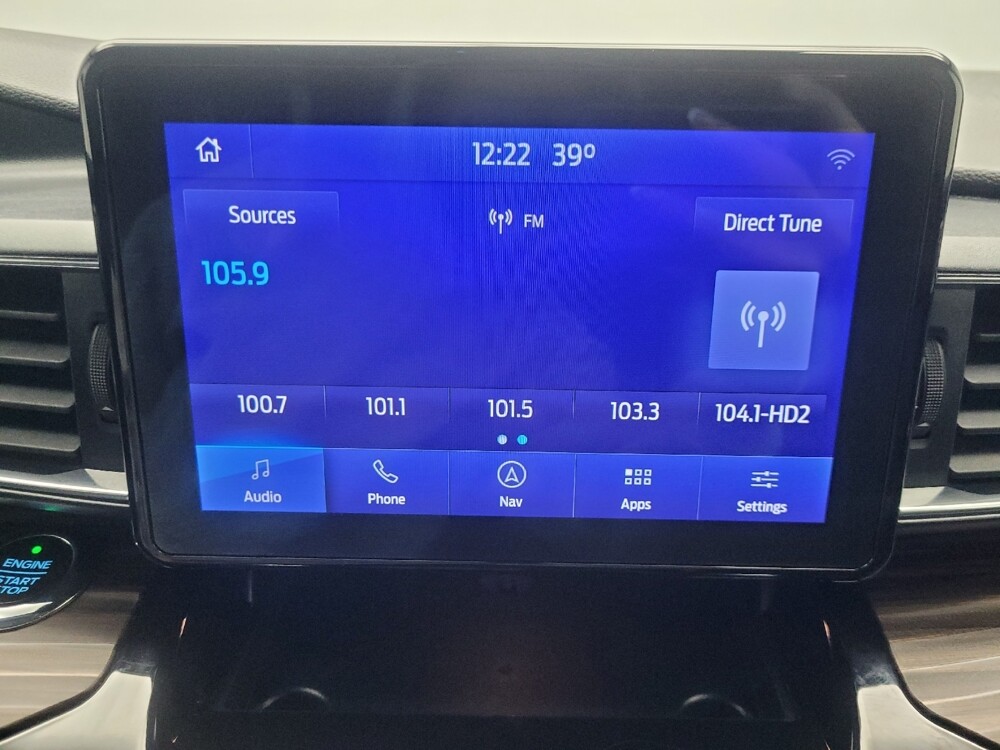 12:22 39°
Sources
FM
Direct Tune
105.9
100.7
101.1
101.5
103.3
104.1-HD2
Audio
Phone
Nav
Apps
Settings
ENGINE
START
STOP